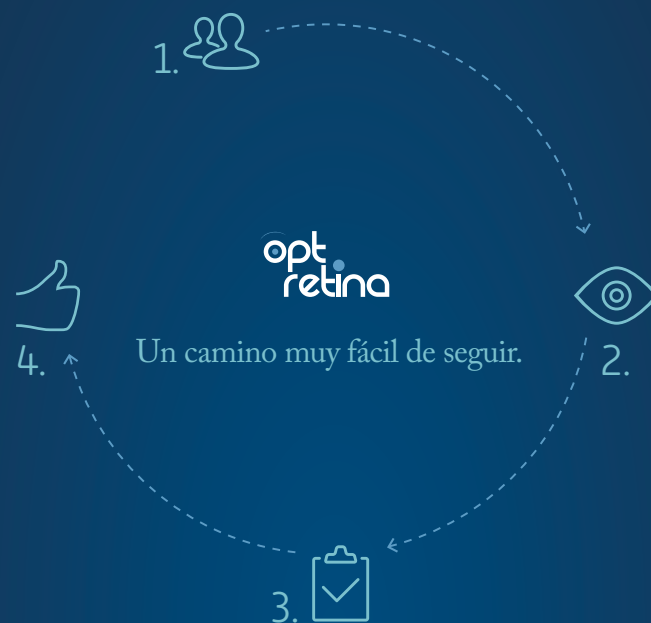 1.
opt
retina
Un camino muy fácil de seguir.
2.
3.
4.